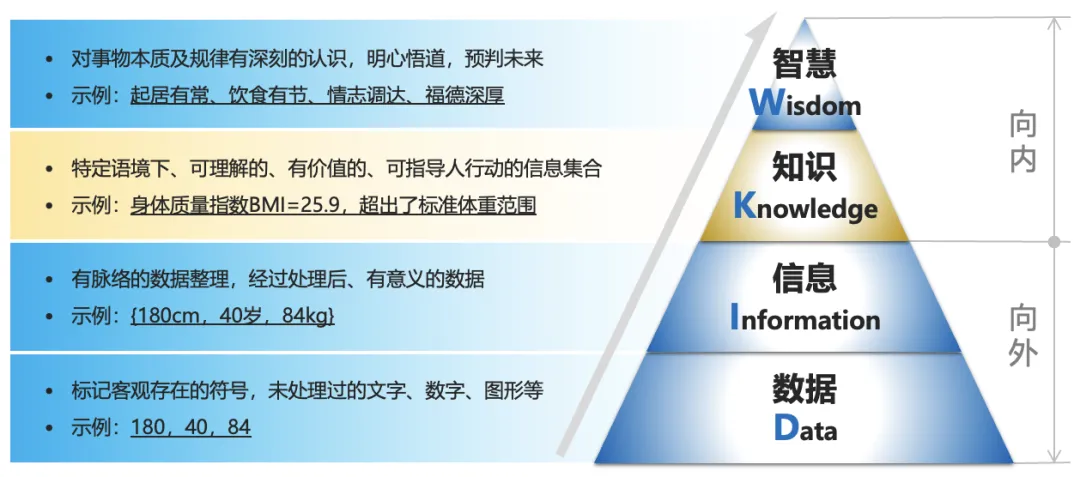 对事物本质及规律有深刻的认识，明心悟道，预判未来
示例：起居有常、饮食有节、情志调达、福德深厚
智慧
Wisdom
特定语境下、可理解的、有价值的、可指导人行动的信息集合
示例：身体质量指数BMI=25.9，超出了标准体重范围
知识
Knowledge
向内
有脉络的数据整理，经过处理后、有意义的数据
示例：{180cm，40岁，84kg}
信息
Information
标记客观存在的符号，未处理过的文字、数字、图形等
示例：180，40，84
数据
Data
向外